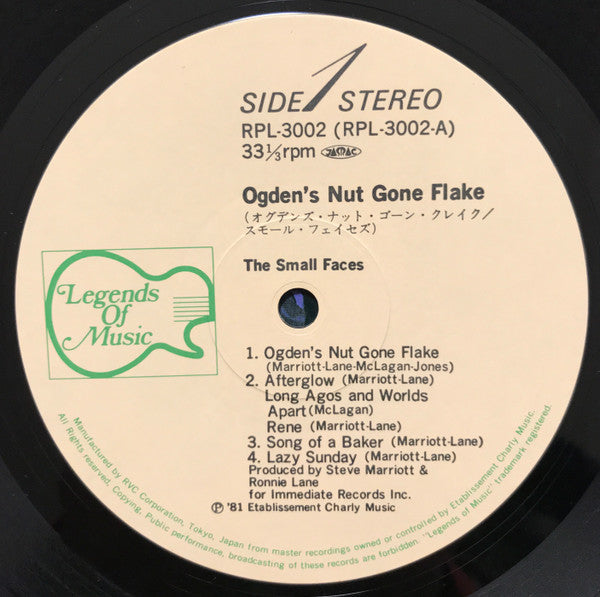 SIDE 1 STEREO
RPL-3002 (RPL-3002-A)
33⅓rpm JASRAC
Ogden's Nut Gone Flake
(オグデンズ・ナット・ゴーン・クレイク/
スモール・フェイセズ)
The Small Faces
Legends
Of
Music
1. Ogden's Nut Gone Flake
(Marriott-Lane-McLagan-Jones)
2. Afterglow (Marriott-Lane)
Long Agos and Worlds
Apart (McLagan)
Rene (Marriott-Lane)
3. Song of a Baker (Marriott-Lane)
4. Lazy Sunday (Marriott-Lane)
Produced by Steve Marriott &
Ronnie Lane
for Immediate Records Inc.
℗ '81 Etablissement Charly Music
Manufactured by RVC Corporation, Tokyo, Japan from master recordings owned or controlled by Etablissement Charly Music.
All Rights reserved. Copying, Public performance, broadcasting of these records are forbidden. "Legends of Music" trademark registered.